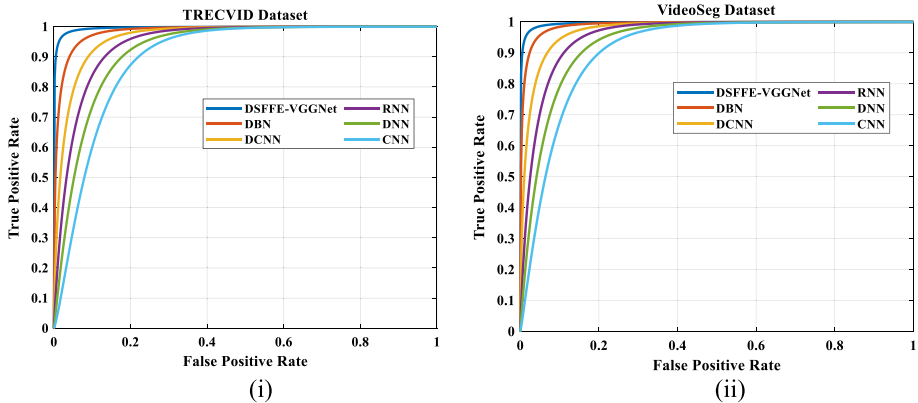 TRECVID Dataset
1
0.9
0.8
0.7
0.6
0.5
0.4
0.3
0.2
0.1
0
True Positive Rate
DSFFE-VGGNet RNN
DBN DNN
DCNN CNN
0 0.2 0.4 0.6 0.8 1
False Positive Rate
(i)
VideoSeg Dataset
1
0.9
0.8
0.7
0.6
0.5
0.4
0.3
0.2
0.1
0
True Positive Rate
DSFFE-VGGNet RNN
DBN DNN
DCNN CNN
0 0.2 0.4 0.6 0.8 1
False Positive Rate
(ii)